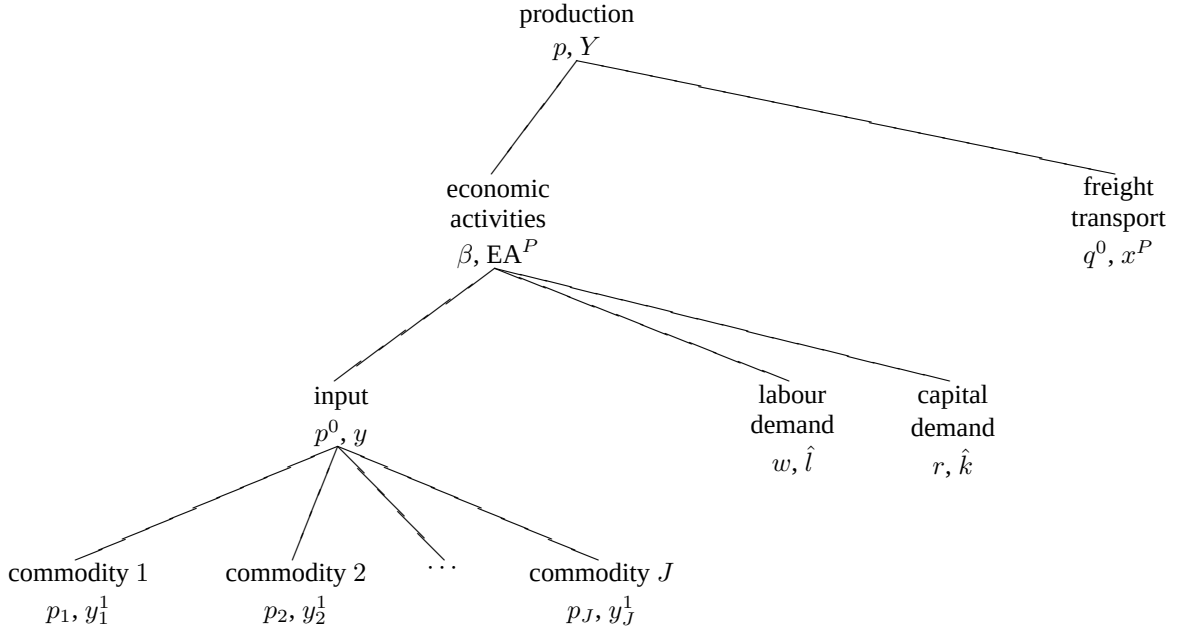 production
p, Y
economic
activities
β, EA^P
freight
transport
q^0, x^P
input
p^0, y
labour
demand
w, l̂
capital
demand
r, k̂
commodity 1
p_1, y_1^1
commodity 2
p_2, y_2^1
···
commodity J
p_J, y_J^1